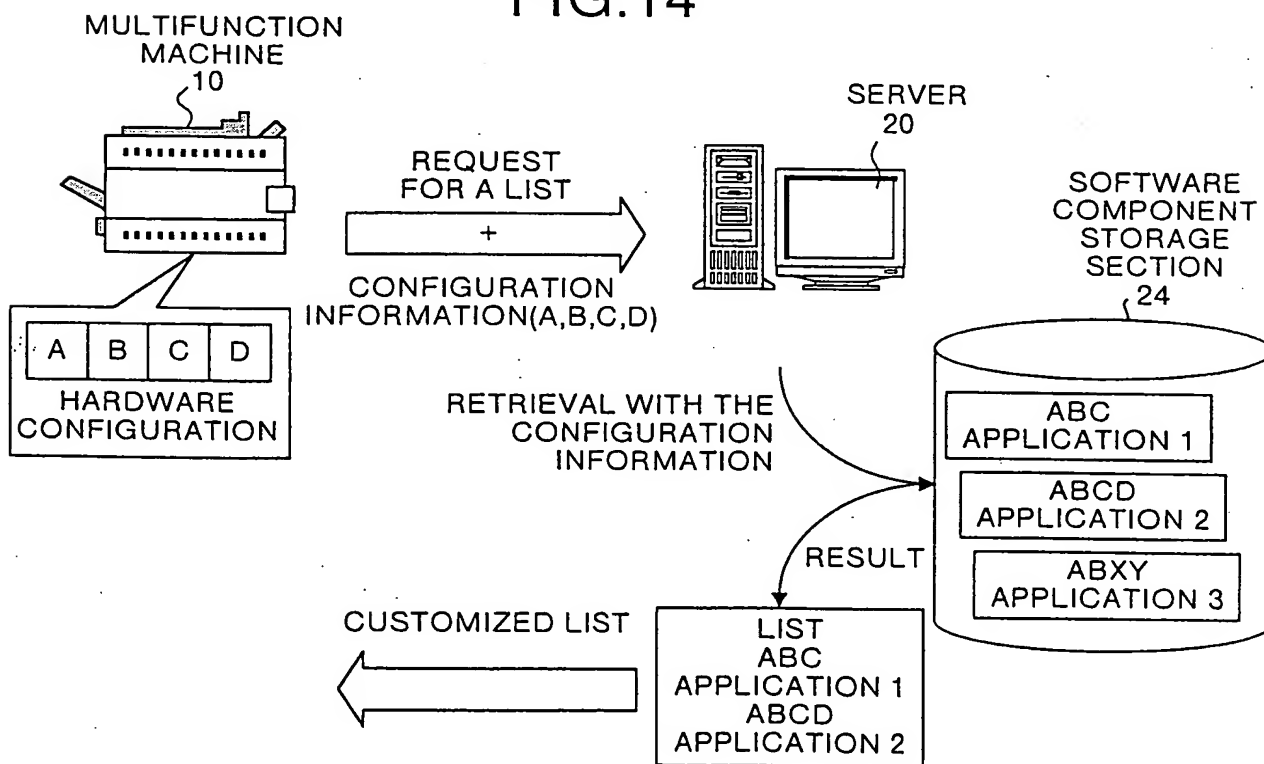 FIG.14
MULTIFUNCTION
MACHINE
10
REQUEST
FOR A LIST
+
CONFIGURATION
INFORMATION(A,B,C,D)
SERVER
20
SOFTWARE
COMPONENT
STORAGE
SECTION
24
A B C D
HARDWARE
CONFIGURATION
RETRIEVAL WITH THE
CONFIGURATION
INFORMATION
ABC
APPLICATION 1
ABCD
APPLICATION 2
ABXY
APPLICATION 3
RESULT
CUSTOMIZED LIST
LIST
ABC
APPLICATION 1
ABCD
APPLICATION 2